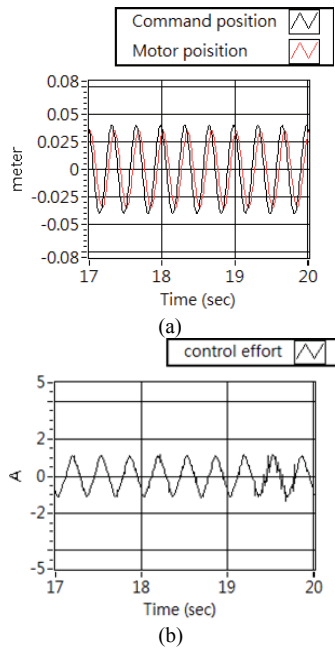 Command position
Motor poisition
0.08
0.05
0.025
0
-0.025
-0.05
-0.08
meter
17 18 19 20
Time (sec)
(a)
control effort
5
2
0
-2
-5
A
17 18 19 20
Time (sec)
(b)